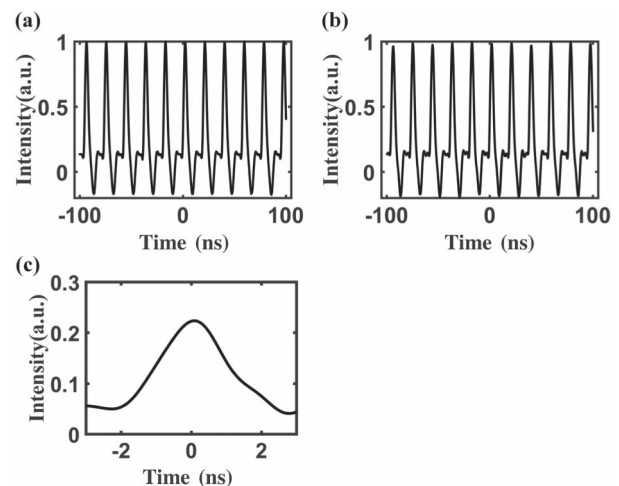 (a)
(b)
Intensity(a.u.)
1
0.5
0
-100
0
100
Time (ns)
Intensity(a.u.)
1
0.5
0
-100
0
100
Time (ns)
(c)
Intensity(a.u.)
0.3
0.2
0.1
0
-2
0
2
Time (ns)